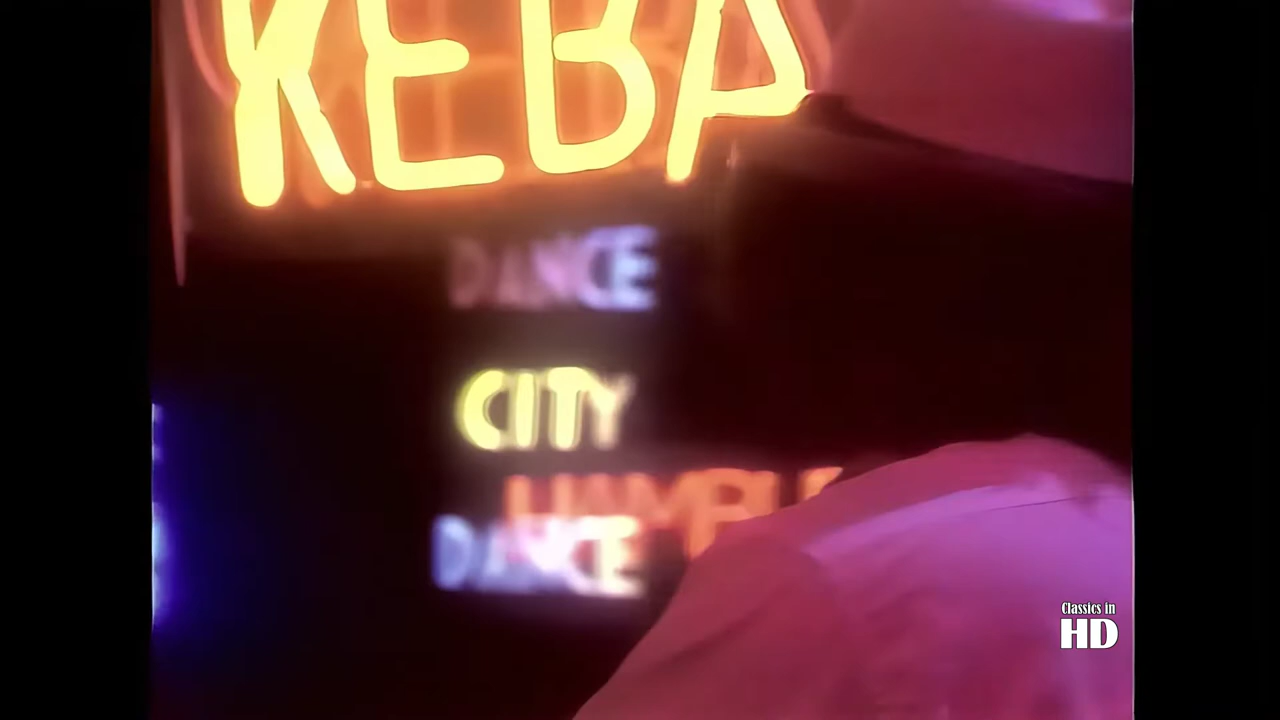 KEBA
DANCE
CITY
DANCE
Classics in
HD